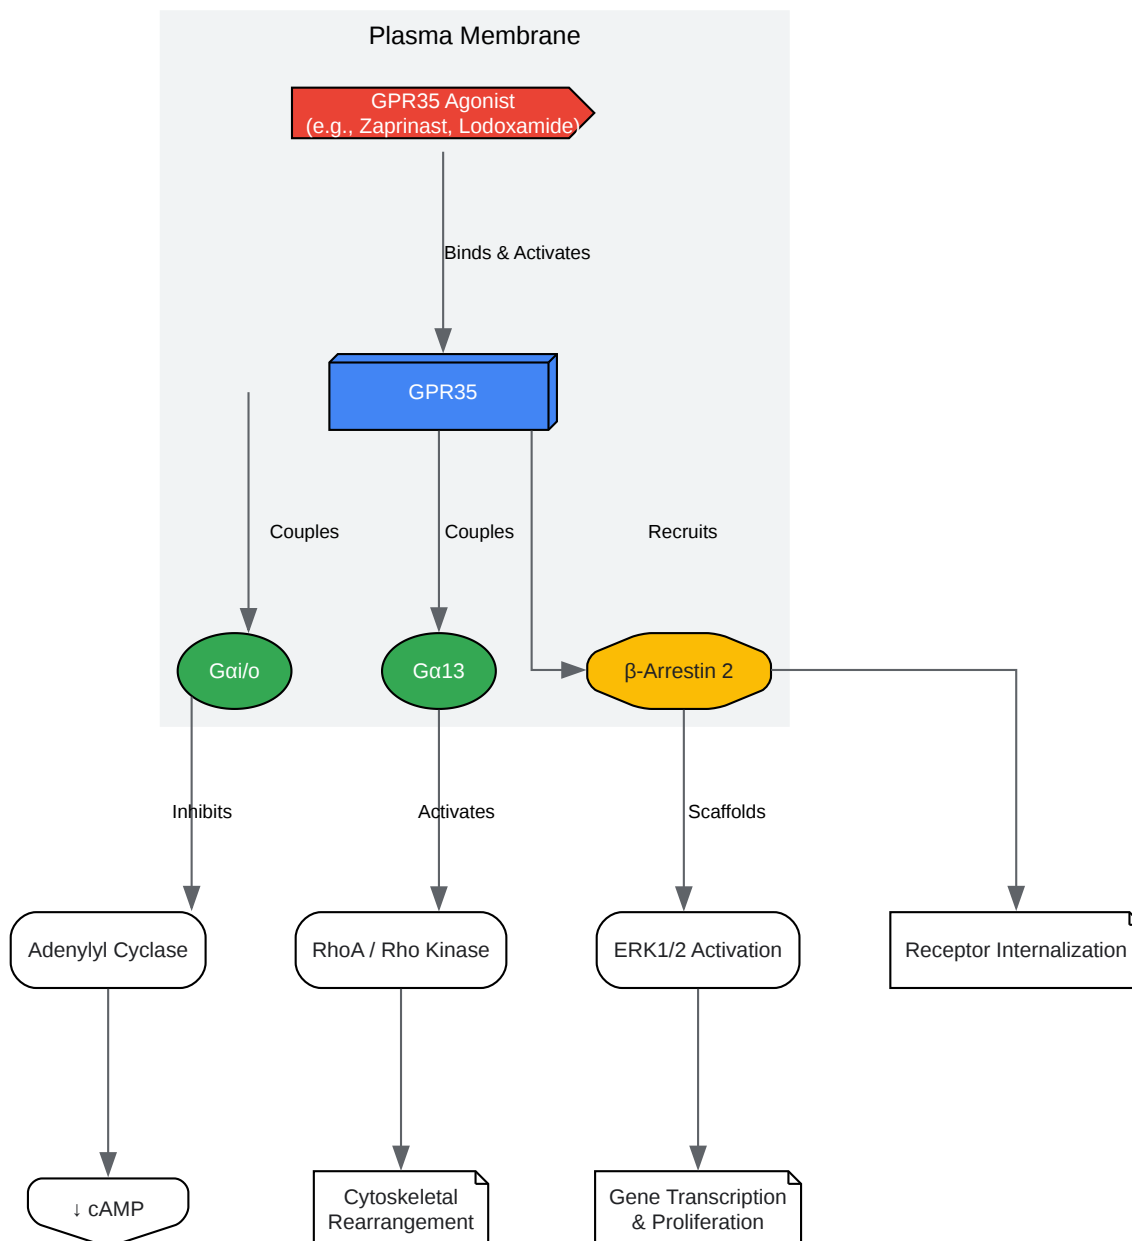 Plasma Membrane
GPR35 Agonist
(e.g., Zaprinast, Lodoxamide)
Binds & Activates
GPR35
Couples
Couples
Recruits
Gαi/o
Gα13
β-Arrestin 2
Inhibits
Activates
Scaffolds
Adenylyl Cyclase
RhoA / Rho Kinase
ERK1/2 Activation
Receptor Internalization
↓ cAMP
Cytoskeletal
Rearrangement
Gene Transcription
& Proliferation